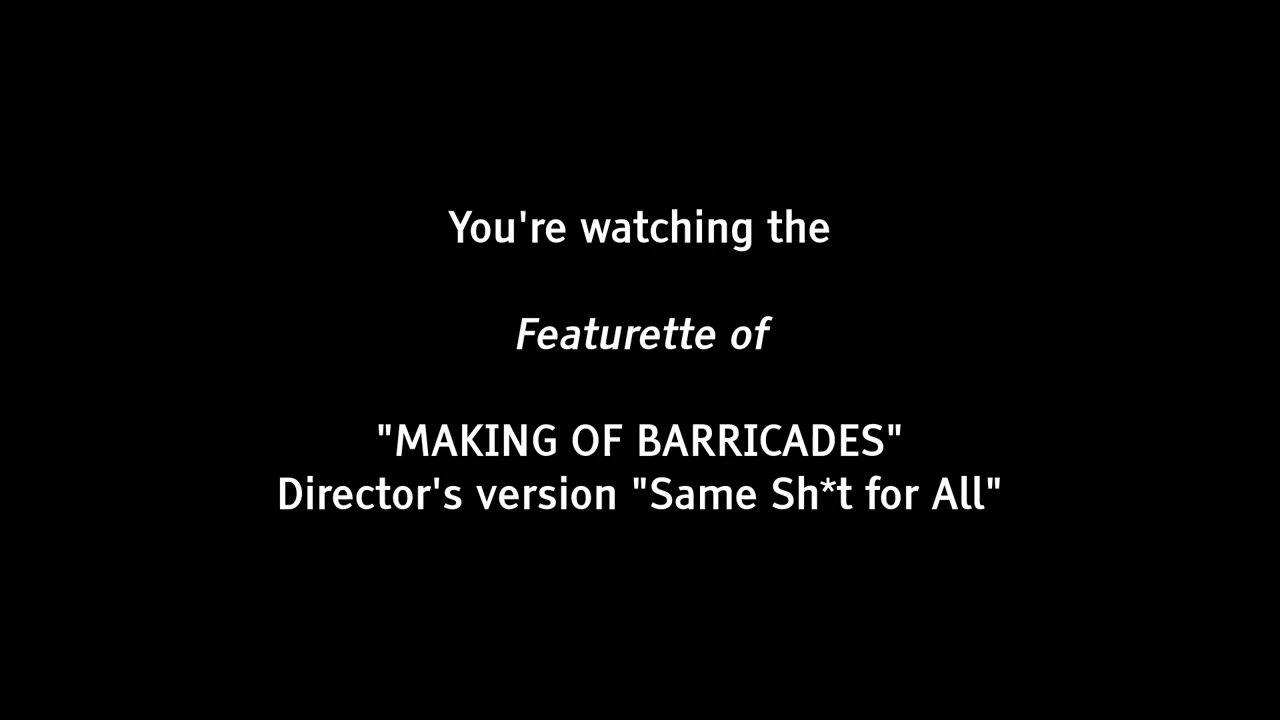 You're watching the
Featurette of
"MAKING OF BARRICADES"
Director's version "Same Sh*t for All"